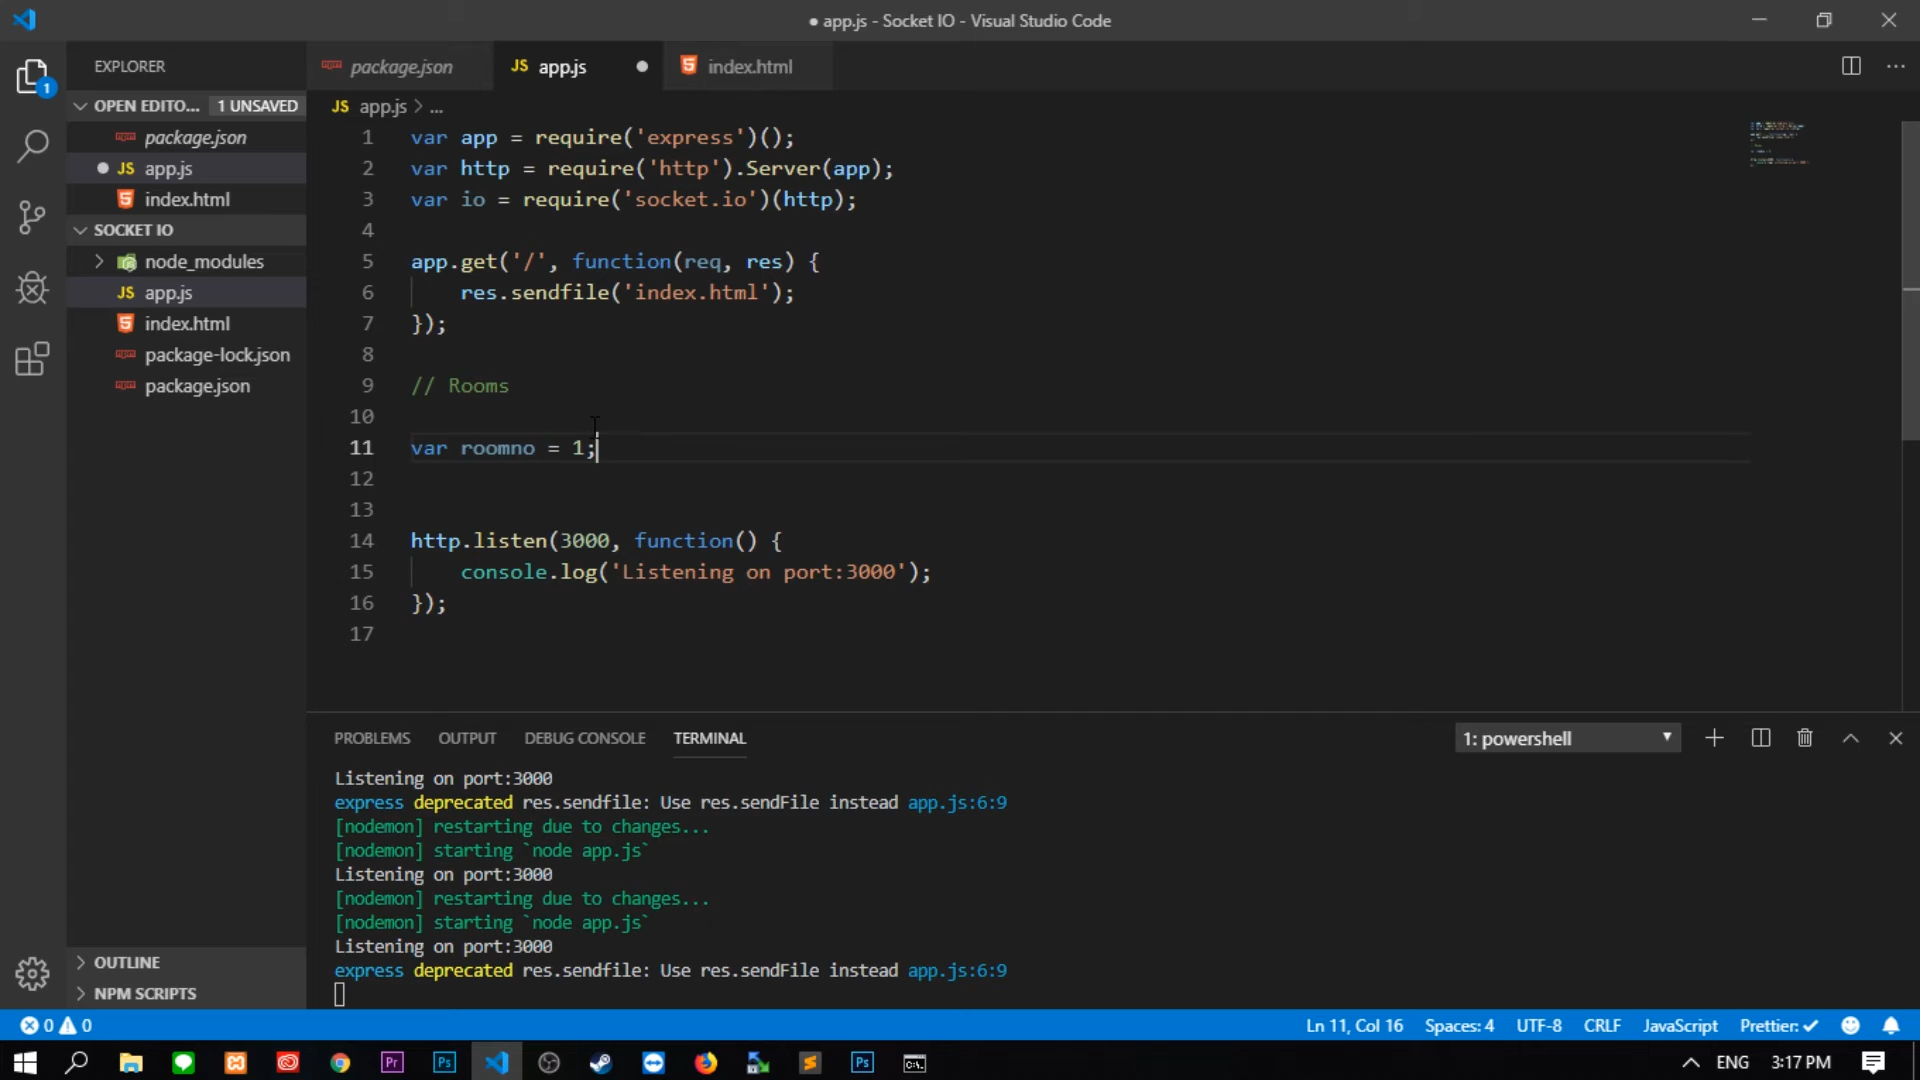 app.js - Socket IO - Visual Studio Code
EXPLORER
1
OPEN EDITO... 1 UNSAVED
package.json
JS app.js
index.html
SOCKET IO
node_modules
JS app.js
index.html
package-lock.json
package.json
OUTLINE
NPM SCRIPTS
package.json
JS app.js
index.html
JS app.js > ...
1 var app = require('express')();
2 var http = require('http').Server(app);
3 var io = require('socket.io')(http);
4
5 app.get('/', function(req, res) {
6 res.sendfile('index.html');
7 });
8
9 // Rooms
10
11 var roomno = 1;
12
13
14 http.listen(3000, function() {
15 console.log('Listening on port:3000');
16 });
17
PROBLEMS OUTPUT DEBUG CONSOLE TERMINAL 1: powershell
Listening on port:3000
express deprecated res.sendfile: Use res.sendFile instead app.js:6:9
[nodemon] restarting due to changes...
[nodemon] starting `node app.js`
Listening on port:3000
[nodemon] restarting due to changes...
[nodemon] starting `node app.js`
Listening on port:3000
express deprecated res.sendfile: Use res.sendFile instead app.js:6:9
0 0 Ln 11, Col 16 Spaces: 4 UTF-8 CRLF JavaScript Prettier: ✓
Pr Ps Ps ENG 3:17 PM